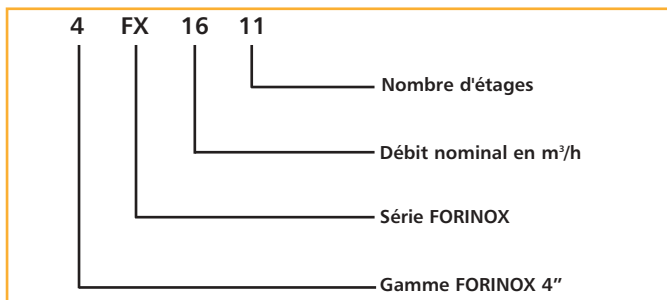 4 FX 16 11
Nombre d'étages
Débit nominal en m³/h
Série FORINOX
Gamme FORINOX 4”